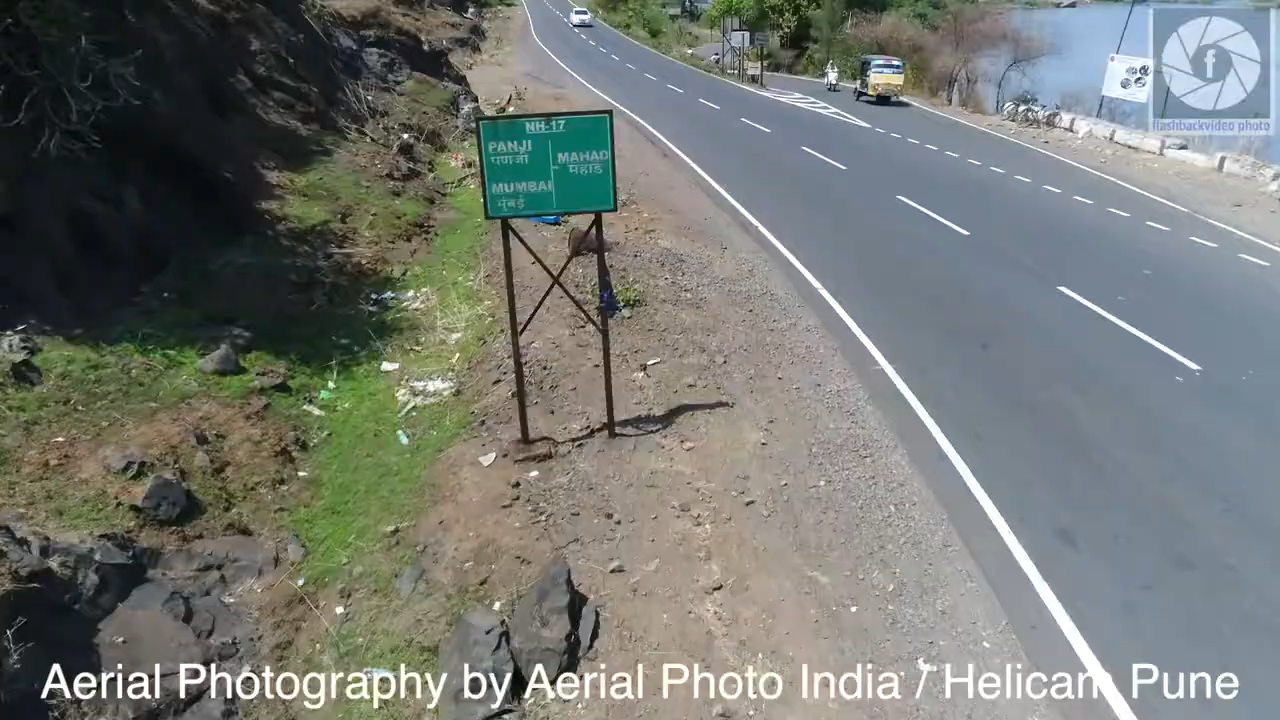 NH-17
PANJI
पणजी
MAHAD
महाड
MUMBAI
मुंबई
f
flashbackvideo photo
Aerial Photography by Aerial Photo India / Helicam Pune